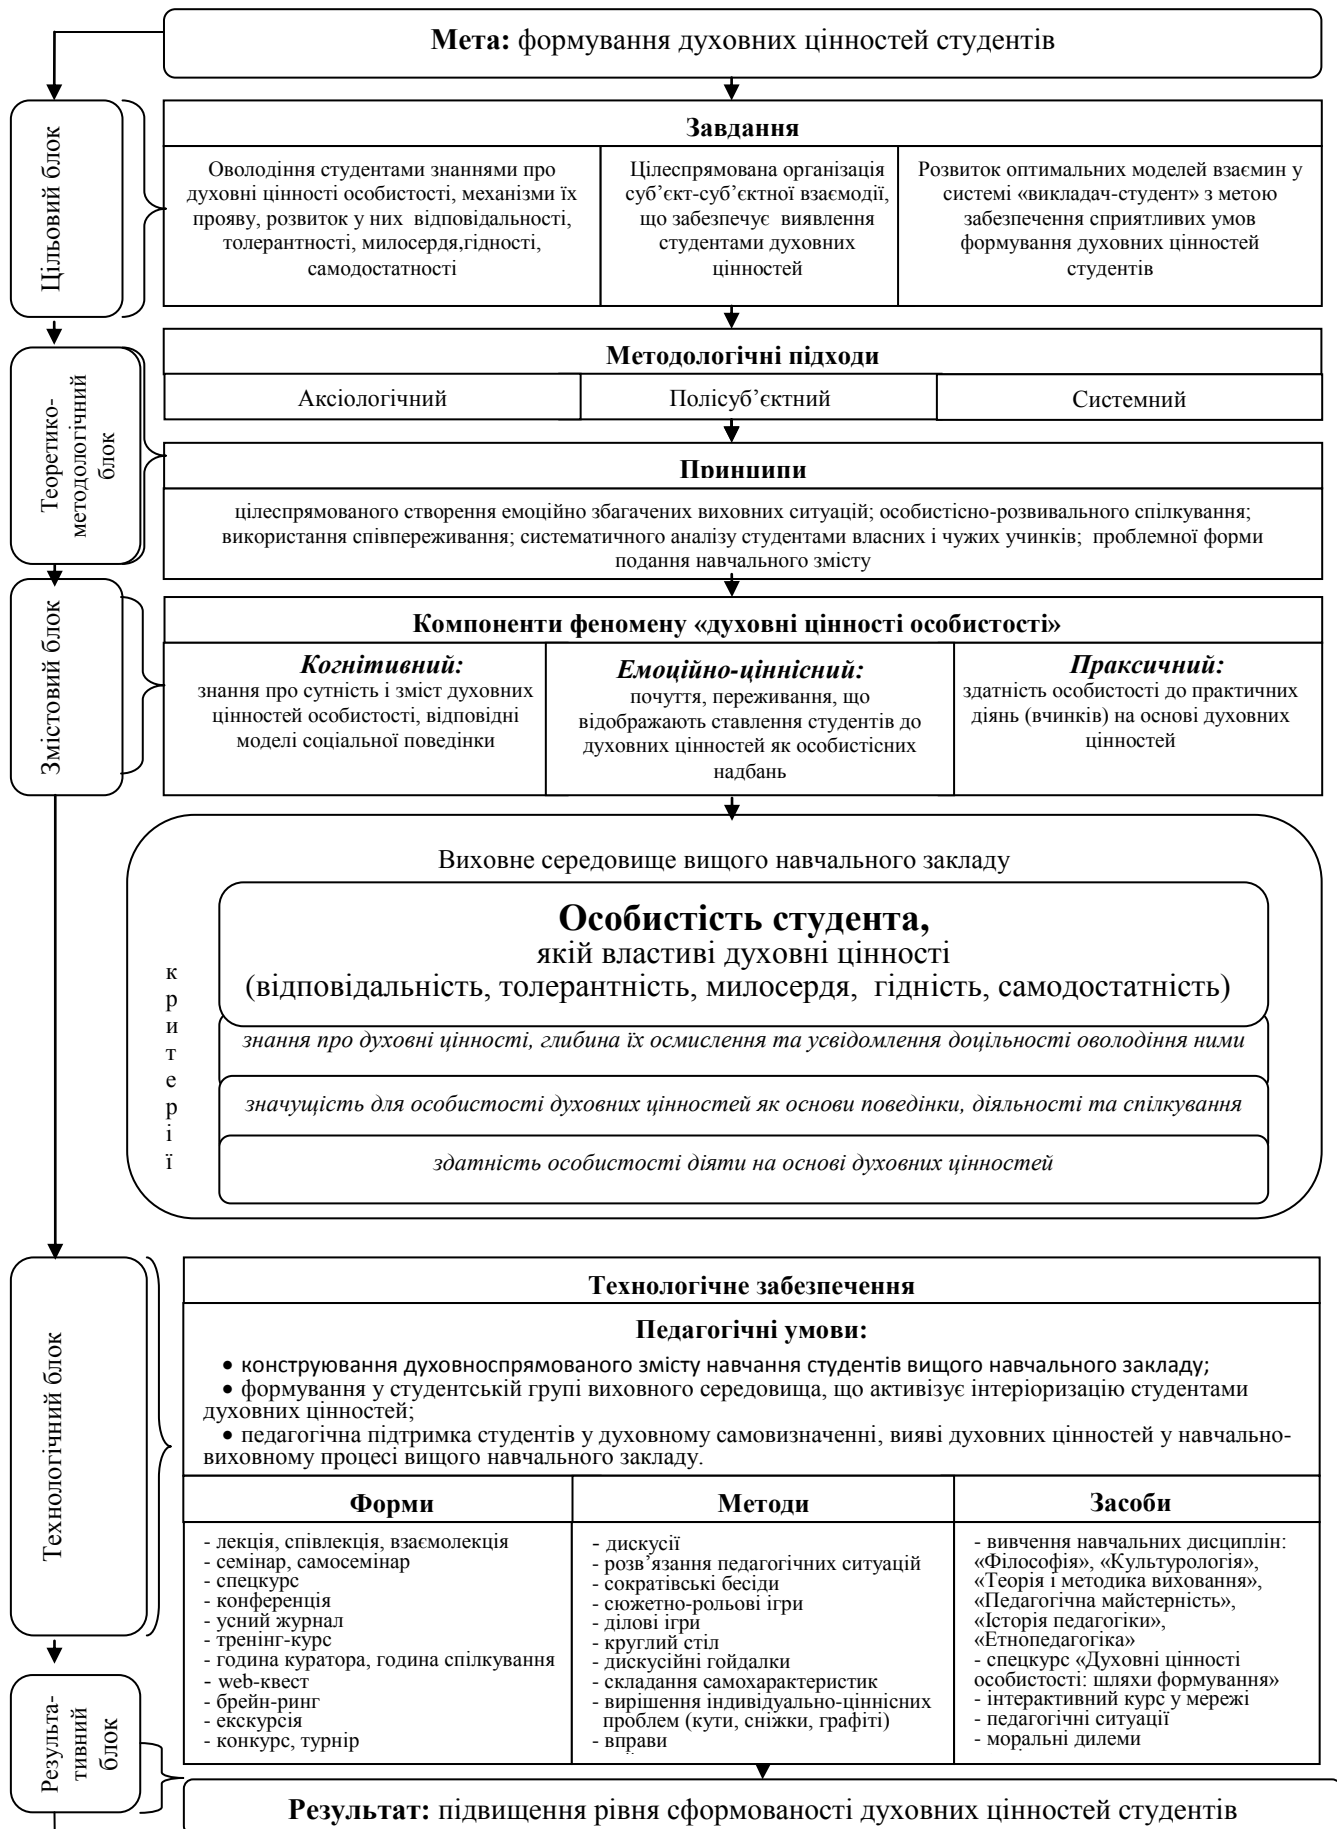 Мета: формування духовних цінностей студентів
Цільовий блок
Завдання
Оволодіння студентами знаннями про
духовні цінності особистості, механізми їх
прояву, розвиток у них відповідальності,
толерантності, милосердя,гідності,
самодостатності
Цілеспрямована організація
суб’єкт-суб’єктної взаємодії,
що забезпечує виявлення
студентами духовних
цінностей
Розвиток оптимальних моделей взаємин у
системі «викладач-студент» з метою
забезпечення сприятливих умов
формування духовних цінностей
студентів
Теоретико-
методологічний
блок
Методологічні підходи
Аксіологічний
Полісуб’єктний
Системний
Принципи
цілеспрямованого створення емоційно збагачених виховних ситуацій; особистісно-розвивального спілкування;
використання співпереживання; систематичного аналізу студентами власних і чужих учинків; проблемної форми
подання навчального змісту
Змістовий блок
Компоненти феномену «духовні цінності особистості»
Когнітивний:
знання про сутність і зміст духовних
цінностей особистості, відповідні
моделі соціальної поведінки
Емоційно-ціннісний:
почуття, переживання, що
відображають ставлення студентів до
духовних цінностей як особистісних
надбань
Праксичний:
здатність особистості до практичних
діянь (вчинків) на основі духовних
цінностей
Виховне середовище вищого навчального закладу
критерії
Особистість студента,
якій властиві духовні цінності
(відповідальність, толерантність, милосердя, гідність, самодостатність)
знання про духовні цінності, глибина їх осмислення та усвідомлення доцільності оволодіння ними
значущість для особистості духовних цінностей як основи поведінки, діяльності та спілкування
здатність особистості діяти на основі духовних цінностей
Технологічний блок
Технологічне забезпечення
Педагогічні умови:
• конструювання духовноспрямованого змісту навчання студентів вищого навчального закладу;
• формування у студентській групі виховного середовища, що активізує інтеріоризацію студентами
духовних цінностей;
• педагогічна підтримка студентів у духовному самовизначенні, вияві духовних цінностей у навчально-
виховному процесі вищого навчального закладу.
Форми
- лекція, співлекція, взаємолекція
- семінар, самосемінар
- спецкурс
- конференція
- усний журнал
- тренінг-курс
- година куратора, година спілкування
- web-квест
- брейн-ринг
- екскурсія
- конкурс, турнір
Методи
- дискусії
- розв’язання педагогічних ситуацій
- сократівські бесіди
- сюжетно-рольові ігри
- ділові ігри
- круглий стіл
- дискусійні гойдалки
- складання самохарактеристик
- вирішення індивідуально-ціннісних
проблем (кути, сніжки, графіті)
- вправи
Засоби
- вивчення навчальних дисциплін:
«Філософія», «Культурологія»,
«Теорія і методика виховання»,
«Педагогічна майстерність»,
«Історія педагогіки»,
«Етнопедагогіка»
- спецкурс «Духовні цінності
особистості: шляхи формування»
- інтерактивний курс у мережі
- педагогічні ситуації
- моральні дилеми
Результа-
тивний
блок
Результат: підвищення рівня сформованості духовних цінностей студентів